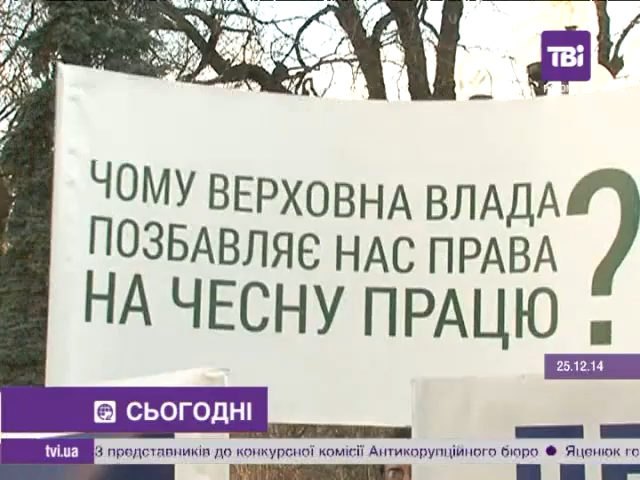 ТВі
ЧОМУ ВЕРХОВНА ВЛАДА
ПОЗБАВЛЯЄ НАС ПРАВА
НА ЧЕСНУ ПРАЦЮ?
25.12.14
СЬОГОДНІ
tvi.ua
3 представників до конкурсної комісії Антикорупційного бюро ● Яценюк го